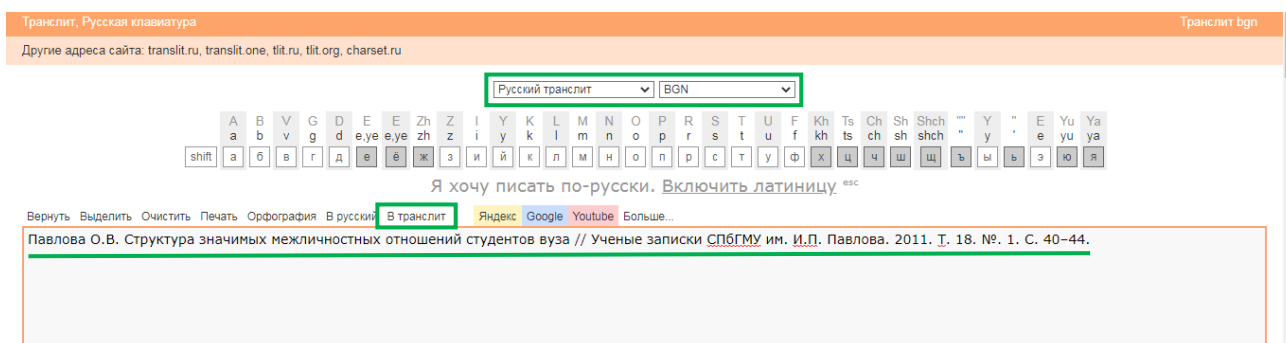 Транслит, Русская клавиатура Транслит bgn
Другие адреса сайта: translit.ru, translit.one, tlit.ru, tlit.org, charset.ru
Русский транслит BGN
A B V G D E E Zh Z I Y K L M N O P R S T U F Kh Ts Ch Sh Shch "" Y " E Yu Ya
a b v g d e,ye e,ye zh z i y k l m n o p r s t u f kh ts ch sh shch " y ' e yu ya
shift а б в г д е ё ж з и й к л м н о п р с т у ф х ц ч ш щ ъ ы ь э ю я
Я хочу писать по-русски. Включить латиницу esc
Вернуть Выделить Очистить Печать Орфография В русский В транслит Яндекс Google Youtube Больше...
Павлова О.В. Структура значимых межличностных отношений студентов вуза // Ученые записки СПбГМУ им. И.П. Павлова. 2011. Т. 18. №. 1. С. 40–44.